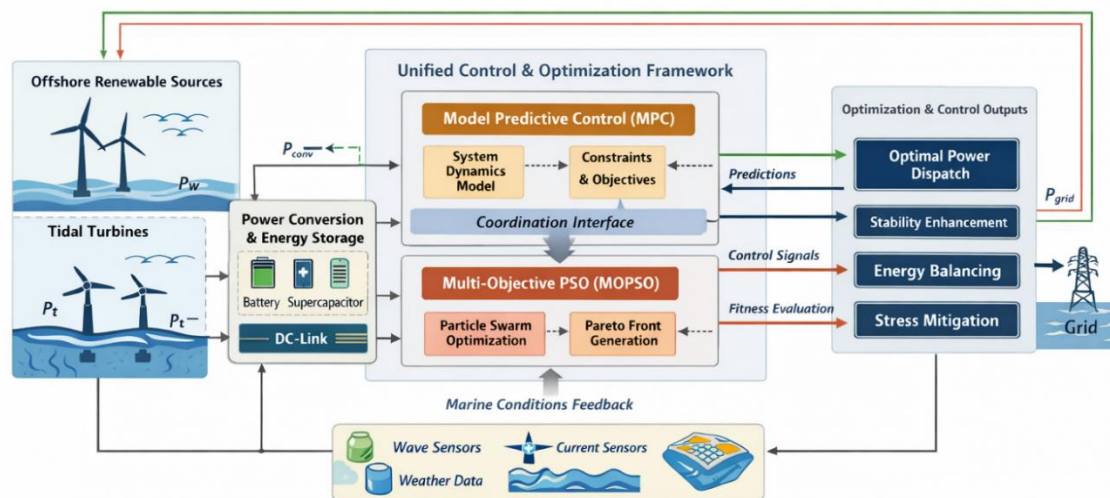 Offshore Renewable Sources
P_w
Tidal Turbines
P_t
P_t—
P_conv
Power Conversion
& Energy Storage
Battery
Supercapacitor
DC-Link
Unified Control & Optimization Framework
Model Predictive Control (MPC)
System
Dynamics
Model
Constraints
& Objectives
Coordination Interface
Multi-Objective PSO (MOPSO)
Particle Swarm
Optimization
Pareto Front
Generation
Marine Conditions Feedback
Predictions
Control Signals
Fitness Evaluation
Optimization & Control Outputs
Optimal Power
Dispatch
Stability Enhancement
Energy Balancing
Stress Mitigation
P_grid
Grid
Wave Sensors
Weather Data
Current Sensors